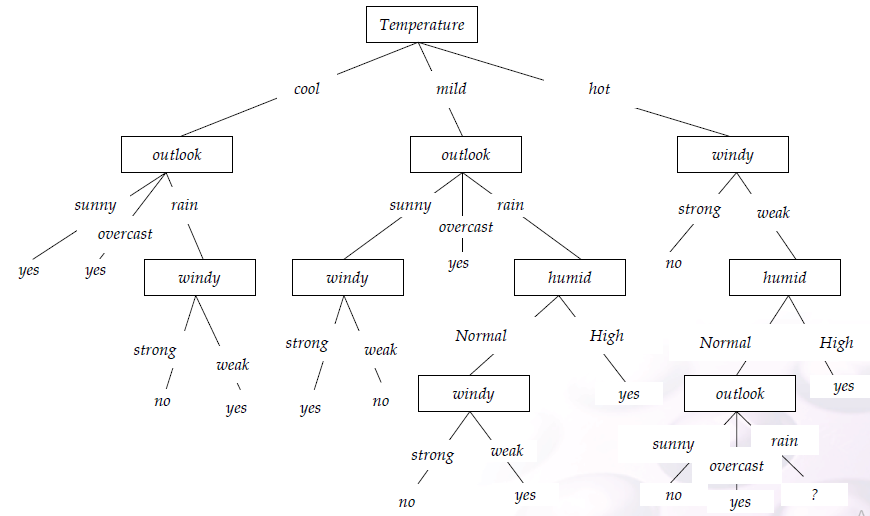 Temperature
cool mild hot
outlook outlook windy
sunny overcast rain sunny overcast rain strong weak
yes yes windy windy yes humid no humid
strong weak strong weak Normal High Normal High
no yes yes no windy yes outlook yes
strong weak sunny overcast rain
no yes no yes ?